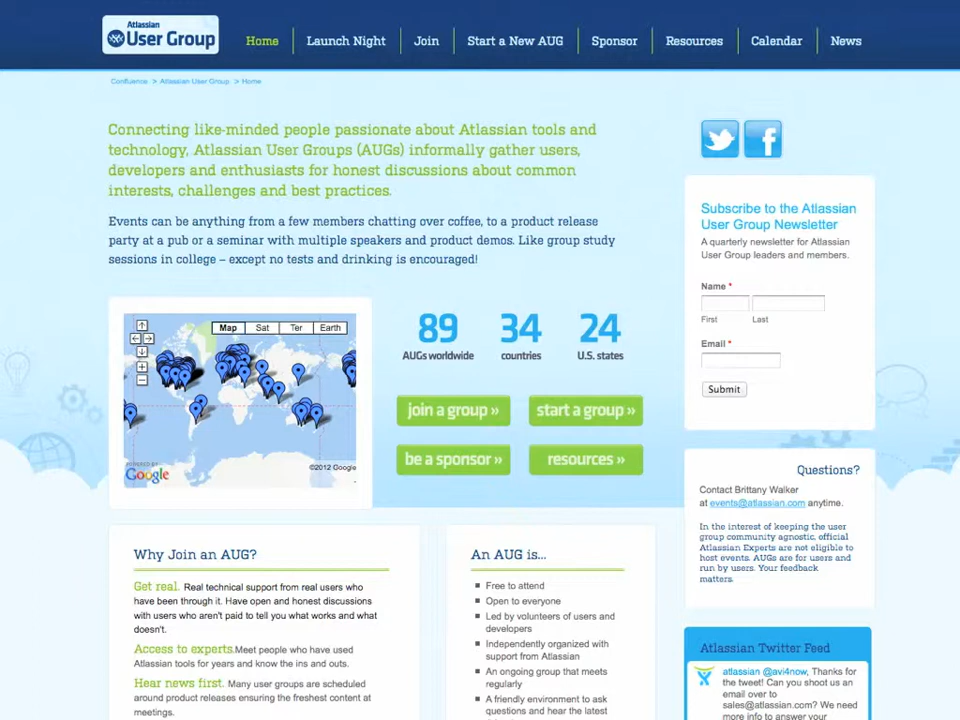 Atlassian
User Group
Home
Launch Night
Join
Start a New AUG
Sponsor
Resources
Calendar
News
Confluence > Atlassian User Group > Home
Connecting like-minded people passionate about Atlassian tools and
technology, Atlassian User Groups (AUGs) informally gather users,
developers and enthusiasts for honest discussions about common
interests, challenges and best practices.
Events can be anything from a few members chatting over coffee, to a product release
party at a pub or a seminar with multiple speakers and product demos. Like group study
sessions in college – except no tests and drinking is encouraged!
Map
Sat
Ter
Earth
POWERED BY
Google
©2012 Google
89
AUGs worldwide
34
countries
24
U.S. states
join a group »
start a group »
be a sponsor »
resources »
Subscribe to the Atlassian
User Group Newsletter
A quarterly newsletter for Atlassian
User Group leaders and members.
Name *
First
Last
Email *
Submit
Questions?
Contact Brittany Walker
at events@atlassian.com anytime.
In the interest of keeping the user
group community agnostic, official
Atlassian Experts are not eligible to
host events. AUGs are for users and
run by users. Your feedback
matters.
Why Join an AUG?
Get real. Real technical support from real users who
have been through it. Have open and honest discussions
with users who aren't paid to tell you what works and what
doesn't.
Access to experts.Meet people who have used
Atlassian tools for years and know the ins and outs.
Hear news first. Many user groups are scheduled
around product releases ensuring the freshest content at
meetings.
An AUG is...
Free to attend
Open to everyone
Led by volunteers of users and
developers
Independently organized with
support from Atlassian
An ongoing group that meets
regularly
A friendly environment to ask
questions and hear the latest
Atlassian Twitter Feed
atlassian @avi4now, Thanks for
the tweet! Can you shoot us an
email over to
sales@atlassian.com? We need
more info to answer your